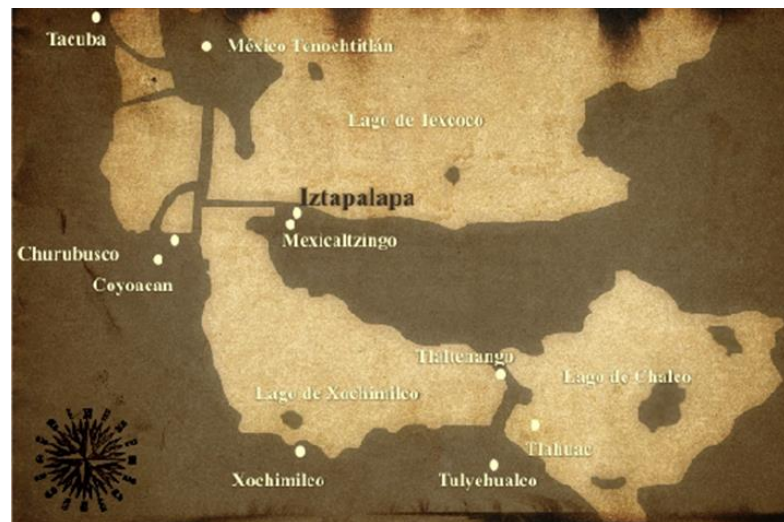 Tacuba
México Tenochtitlán
Lago de Texcoco
Iztapalapa
Mexicaltzingo
Churubusco
Coyoacan
Tlaltenango
Lago de Chalco
Lago de Xochimilco
Tlahuac
Xochimilco
Tulyehualco